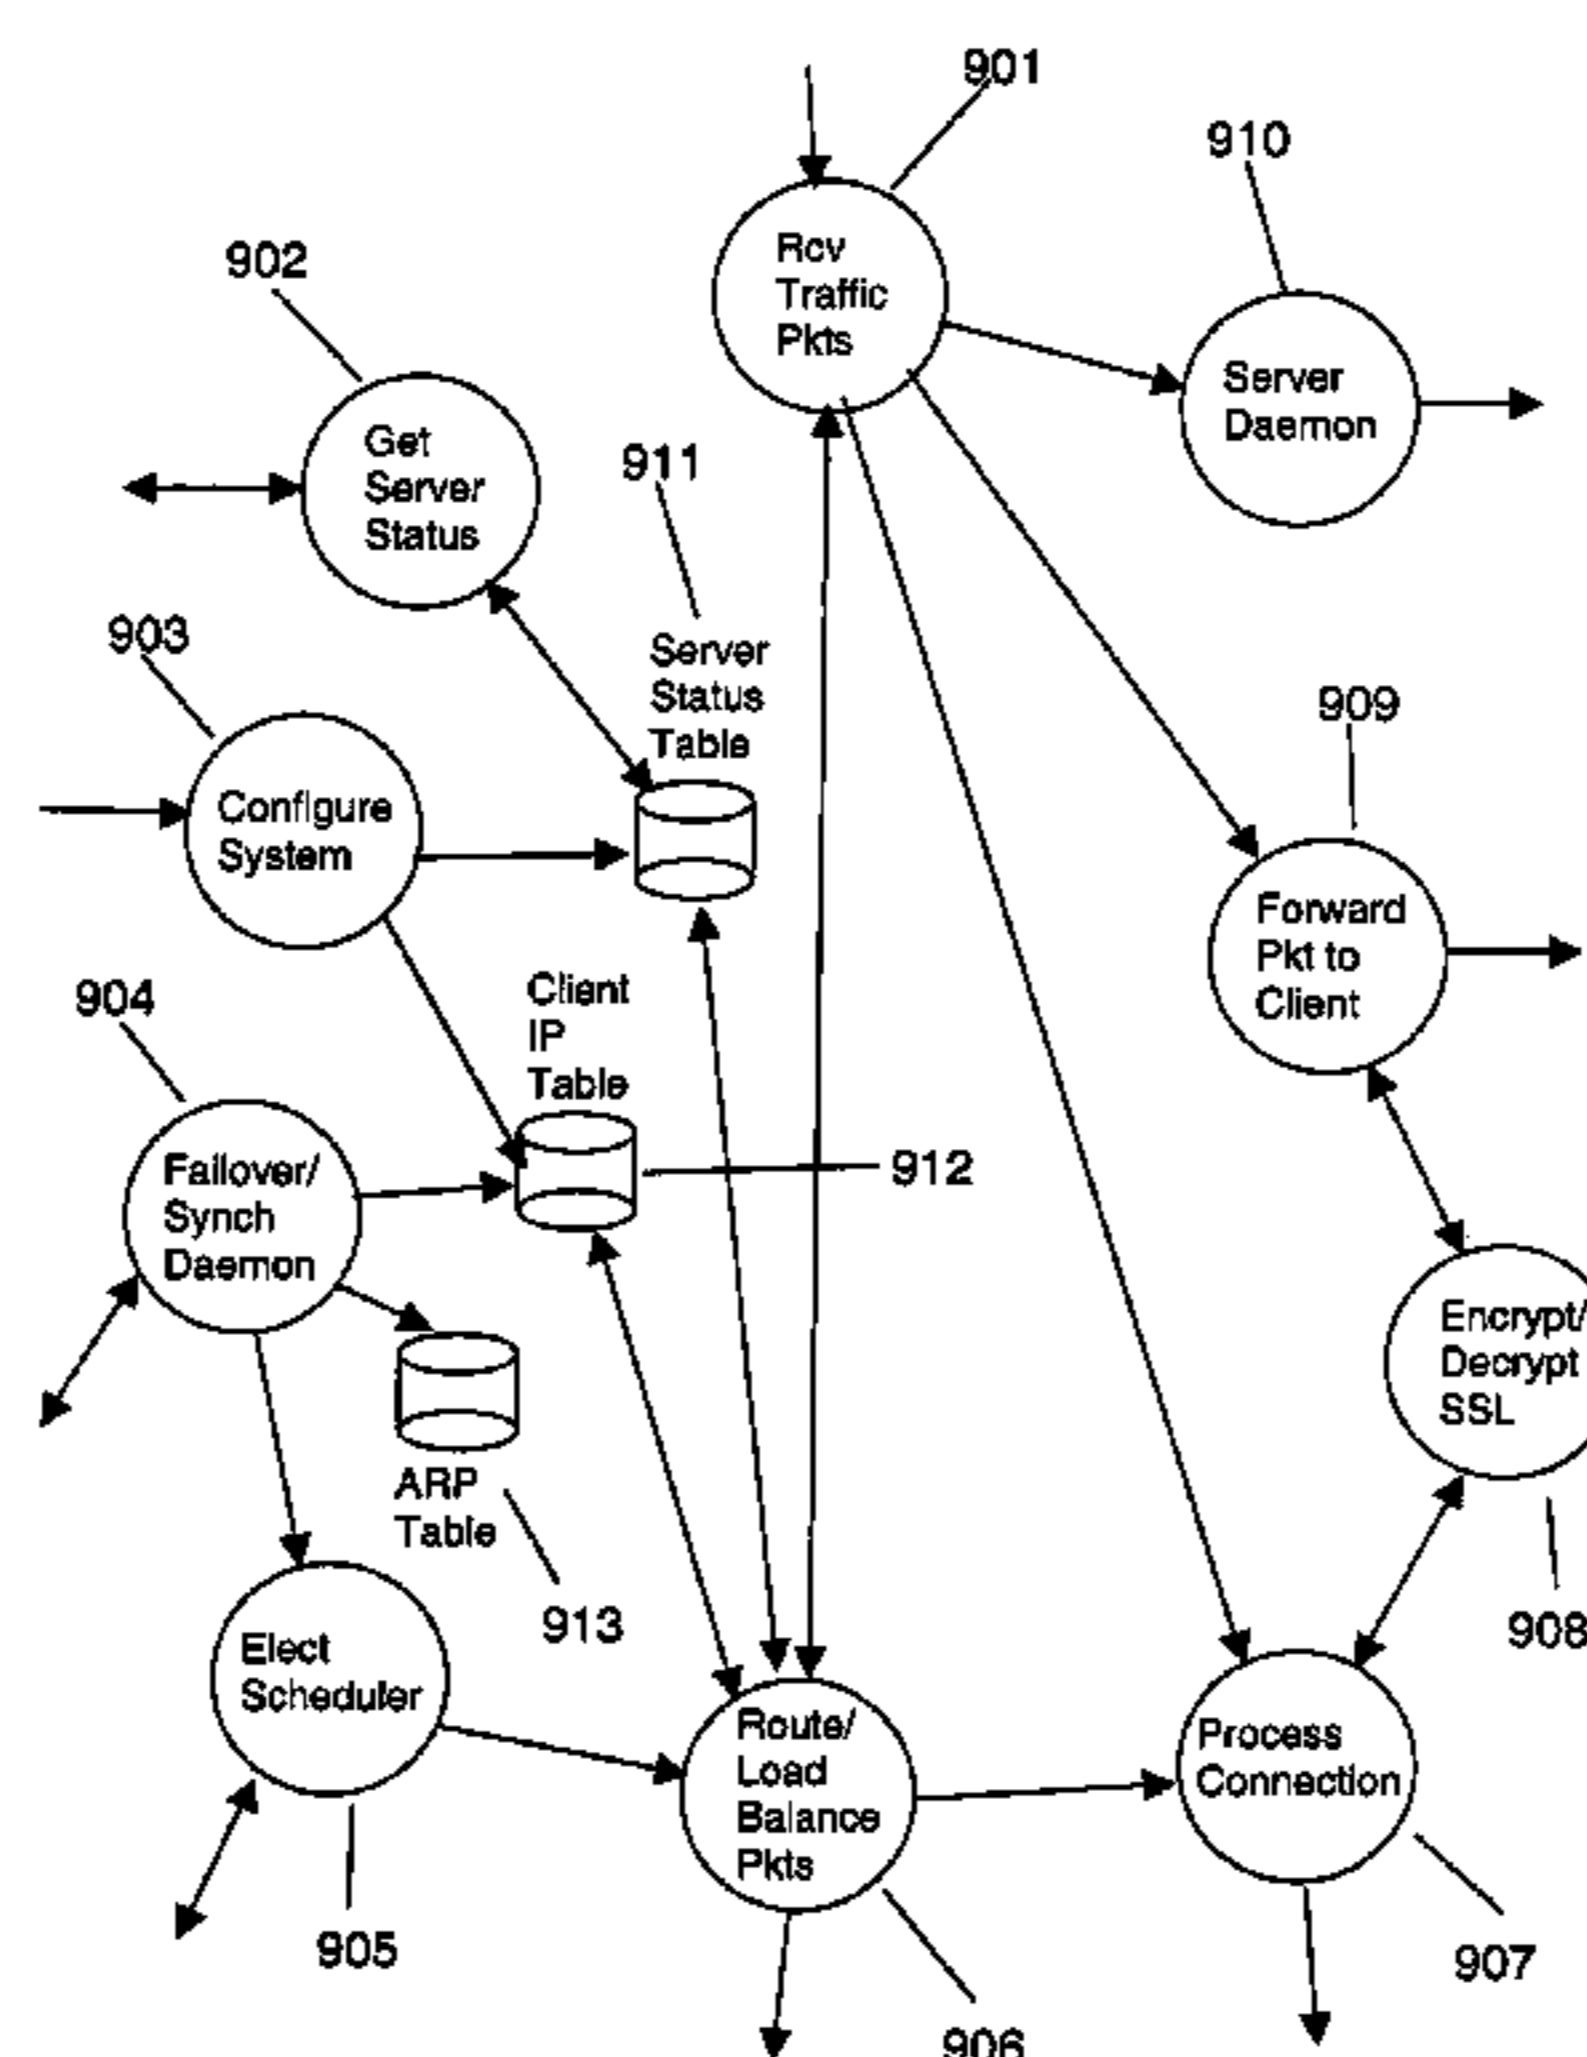 901
Rcv
Traffic
Pkts
910
Server
Daemon
902
Get
Server
Status
911
Server
Status
Table
903
Configure
System
909
Forward
Pkt to
Client
904
Client
IP
Table
912
Failover/
Synch
Daemon
ARP
Table
913
Encrypt/
Decrypt
SSL
908
Elect
Scheduler
905
Route/
Load
Balance
Pkts
906
Process
Connection
907